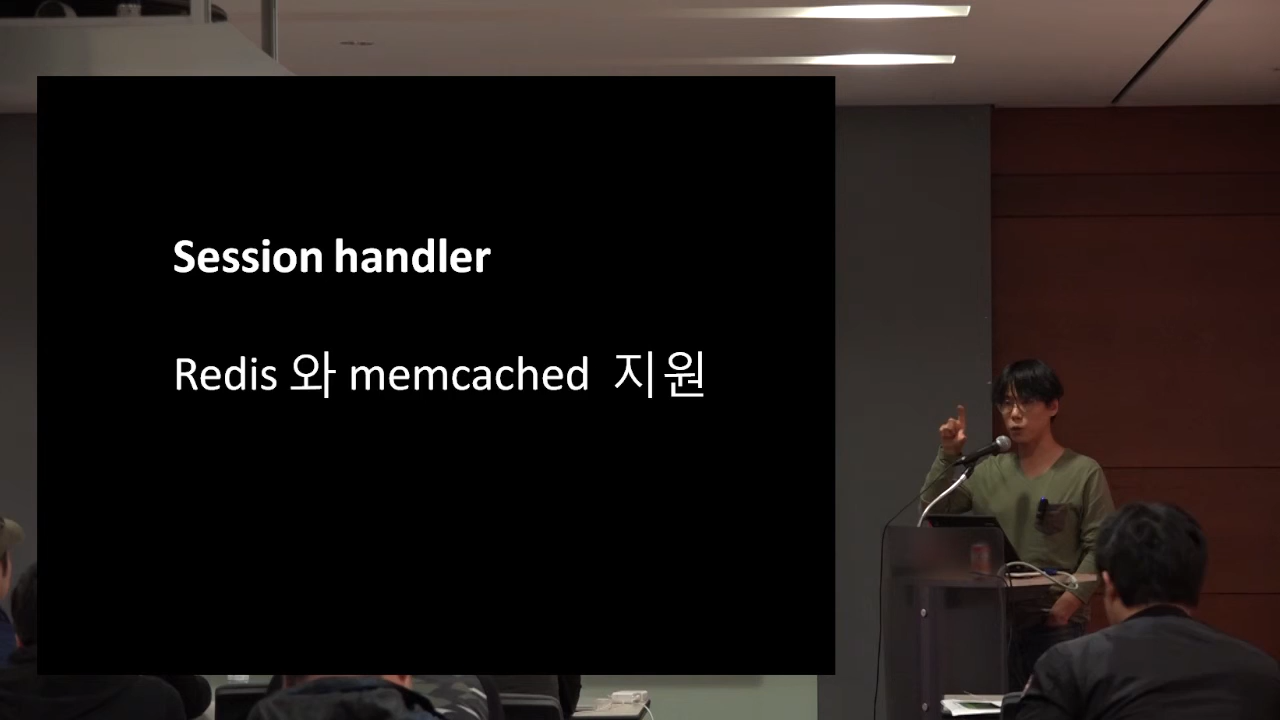 Session handler
Redis 와 memcached 지원